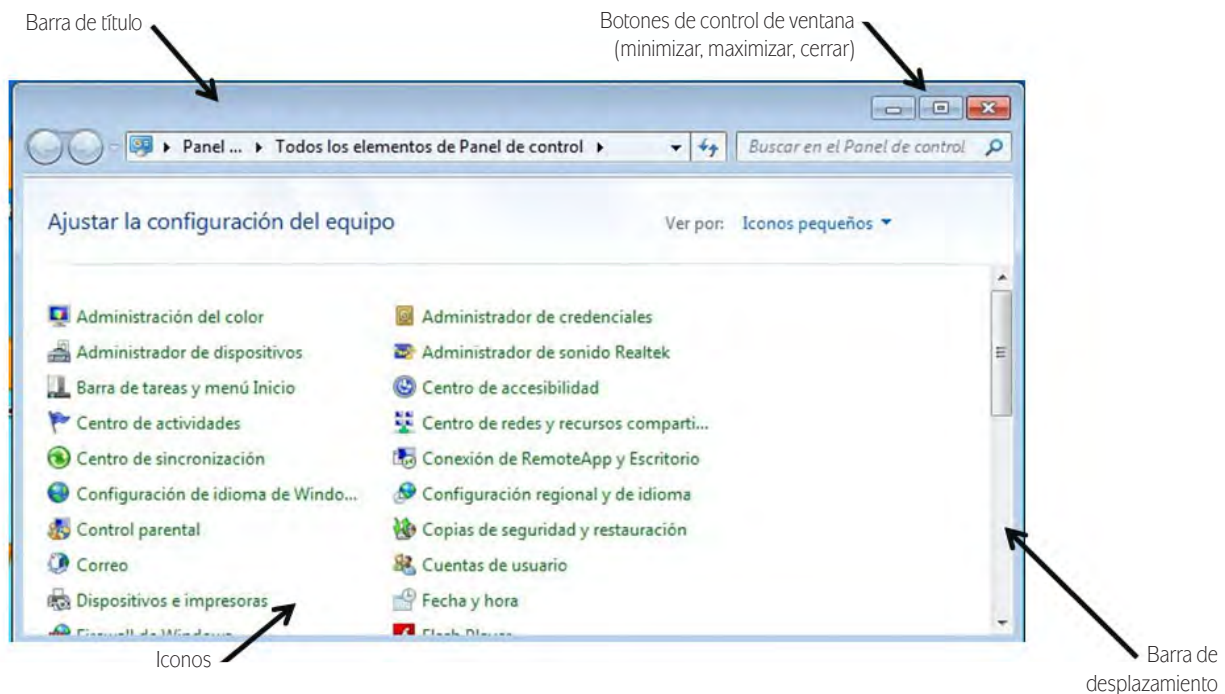 Barra de título
Botones de control de ventana
(minimizar, maximizar, cerrar)
Panel ... Todos los elementos de Panel de control
Buscar en el Panel de control
Ajustar la configuración del equipo
Ver por: Iconos pequeños
Administración del color
Administrador de credenciales
Administrador de dispositivos
Administrador de sonido Realtek
Barra de tareas y menú Inicio
Centro de accesibilidad
Centro de actividades
Centro de redes y recursos comparti...
Centro de sincronización
Conexión de RemoteApp y Escritorio
Configuración de idioma de Windo...
Configuración regional y de idioma
Control parental
Copias de seguridad y restauración
Correo
Cuentas de usuario
Dispositivos e impresoras
Fecha y hora
Firewall de Windows
Flash Player
Iconos
Barra de
desplazamiento